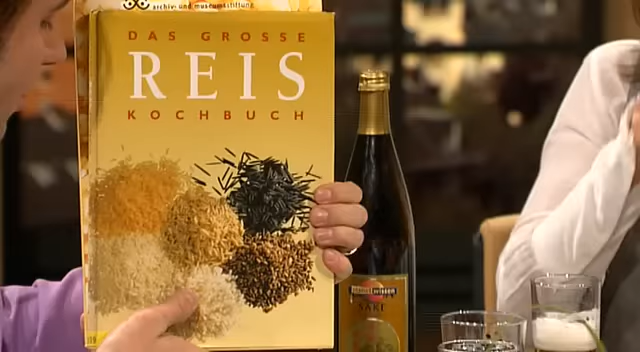 archiv- und museumsstiftung
DAS GROSSE
REIS
KOCHBUCH
SAKE